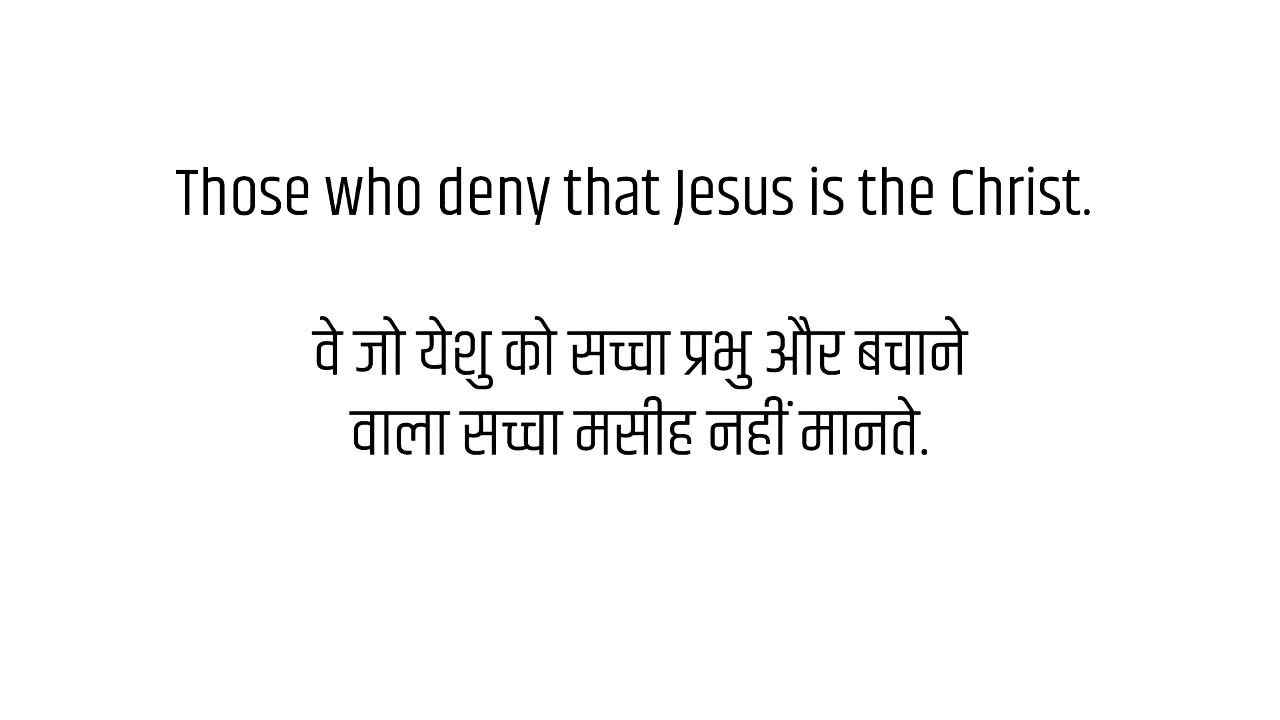 Those who deny that Jesus is the Christ.
वे जो येशु को सच्चा प्रभु और बचाने
वाला सच्चा मसीह नहीं मानते.